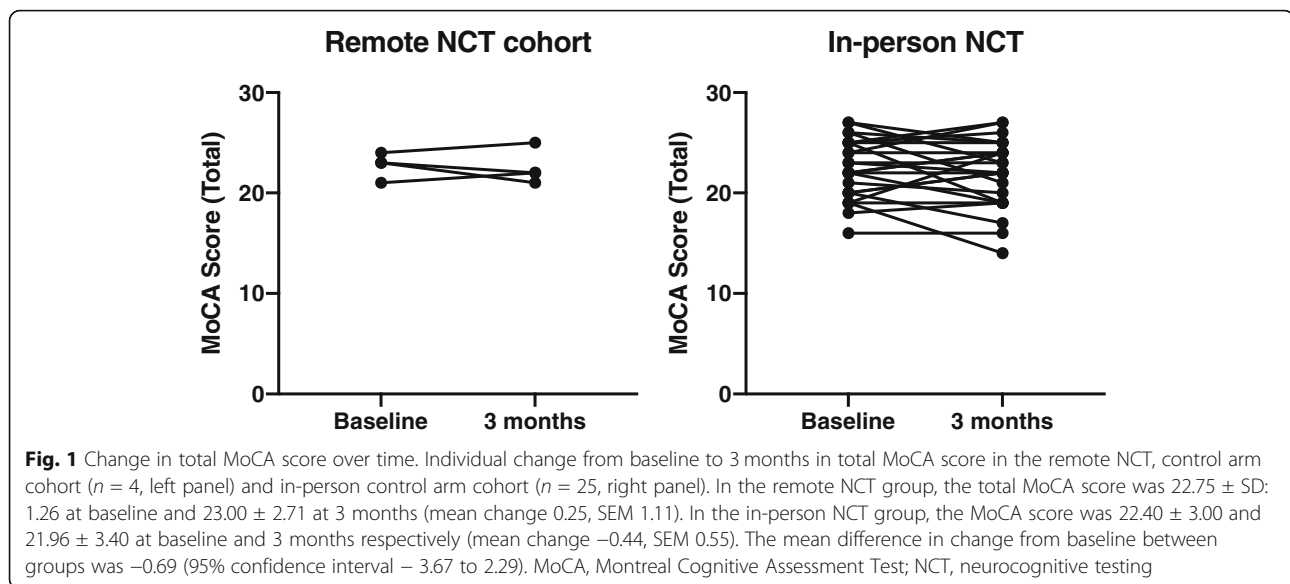 Remote NCT cohort
30
20
10
0
MoCA Score (Total)
Baseline
3 months
In-person NCT
30
20
10
0
MoCA Score (Total)
Baseline
3 months
Fig. 1 Change in total MoCA score over time. Individual change from baseline to 3 months in total MoCA score in the remote NCT, control arm
cohort (n = 4, left panel) and in-person control arm cohort (n = 25, right panel). In the remote NCT group, the total MoCA score was 22.75 ± SD:
1.26 at baseline and 23.00 ± 2.71 at 3 months (mean change 0.25, SEM 1.11). In the in-person NCT group, the MoCA score was 22.40 ± 3.00 and
21.96 ± 3.40 at baseline and 3 months respectively (mean change −0.44, SEM 0.55). The mean difference in change from baseline between
groups was −0.69 (95% confidence interval − 3.67 to 2.29). MoCA, Montreal Cognitive Assessment Test; NCT, neurocognitive testing